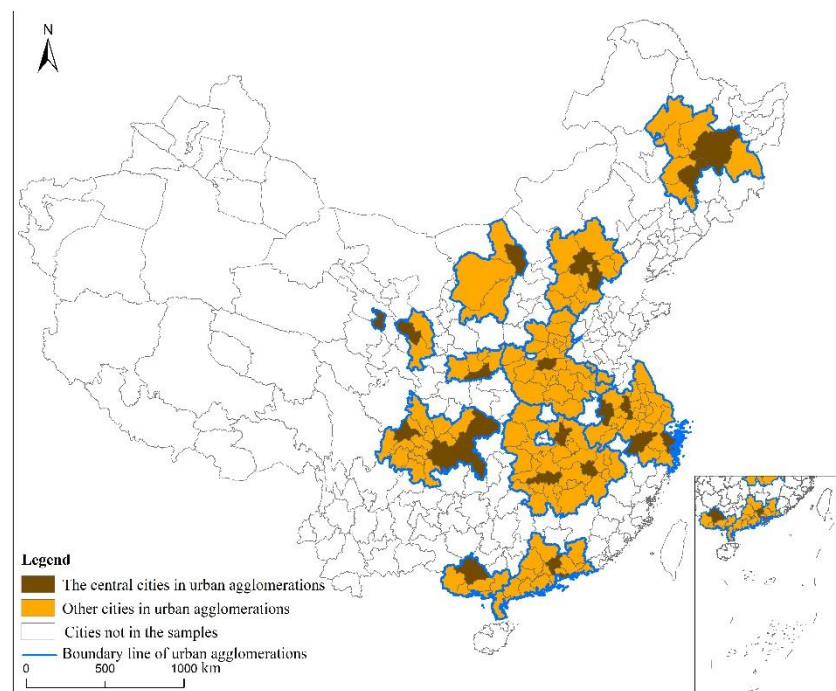 N
Legend
The central cities in urban agglomerations
Other cities in urban agglomerations
Cities not in the samples
Boundary line of urban agglomerations
0 500 1000 km